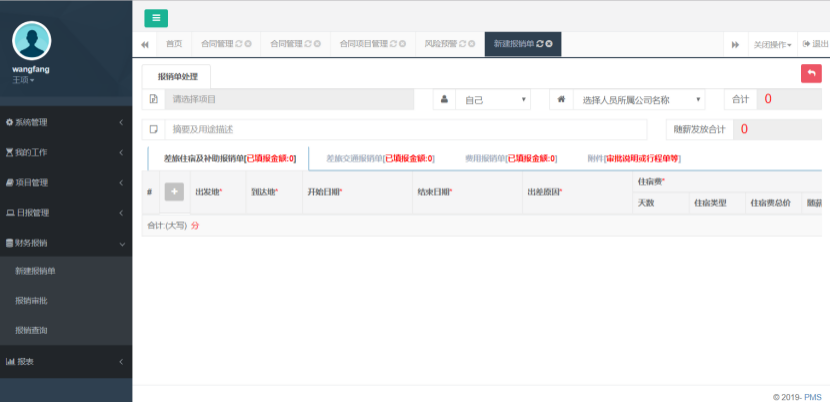 wangfang
王项
系统管理
我的工作
项目管理
日报管理
财务报销
新建报销单
报销审批
报销查询
报表
首页 合同管理 合同管理 合同项目管理 风险预警 新建报销单 关闭操作 退出
报销单处理
请选择项目 自己 选择人员所属公司名称 合计 0
摘要及用途描述 随薪发放合计 0
差旅住宿及补助报销单[已填报金额:0] 差旅交通报销单[已填报金额:0] 费用报销单[已填报金额:0] 附件[审批说明或行程单等]
# + 出发地* 到达地* 开始日期* 结束日期* 出差原因* 住宿费*
天数 住宿类型 住宿费总价 随薪
合计:(大写) 分
© 2019- PMS